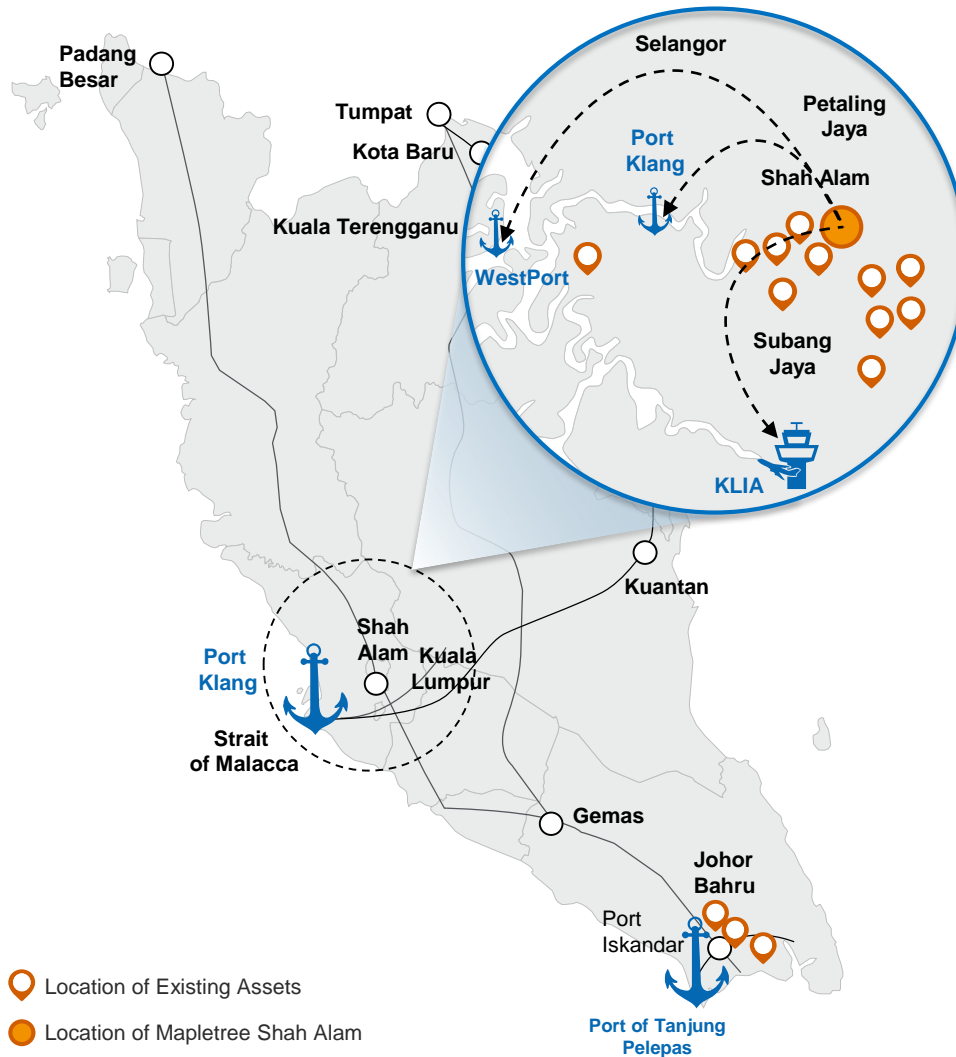 Padang
Besar
Tumpat
Kota Baru
Kuala Terengganu
Selangor
Petaling
Jaya
Port
Klang
Shah Alam
WestPort
Subang
Jaya
KLIA
Kuantan
Shah
Alam
Kuala
Lumpur
Port
Klang
Strait
of Malacca
Gemas
Johor
Bahru
Port
Iskandar
Port of Tanjung
Pelepas
Location of Existing Assets
Location of Mapletree Shah Alam